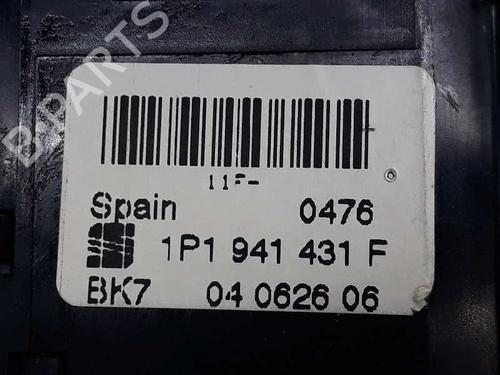 B-PARTS
11F-
Spain 0476
1P1 941 431 F
BK7 04 0626 06